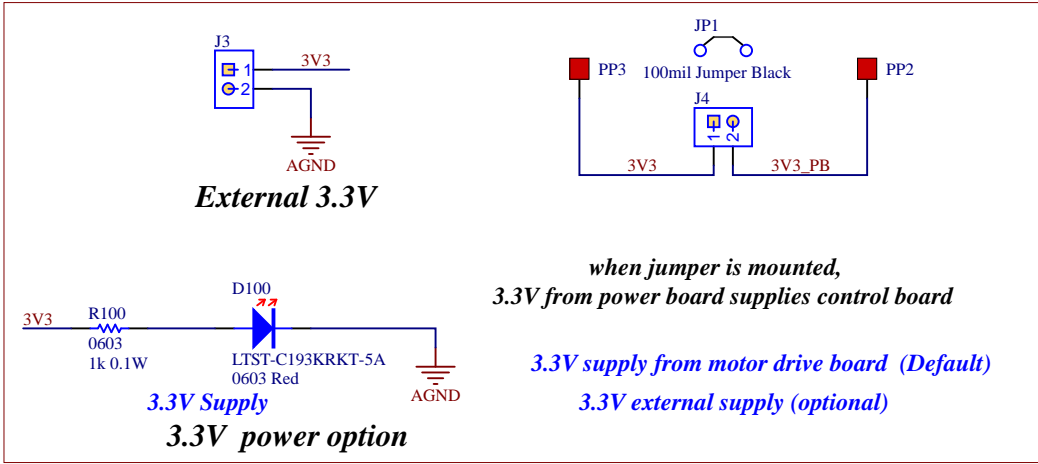 J3
1
3V3
2
AGND
External 3.3V
JP1
100mil Jumper Black
PP3
PP2
J4
1
2
3V3
3V3_PB
when jumper is mounted,
3.3V from power board supplies control board
3V3
R100
0603
1k 0.1W
D100
LTST-C193KRKT-5A
0603 Red
AGND
3.3V Supply
3.3V power option
3.3V supply from motor drive board (Default)
3.3V external supply (optional)